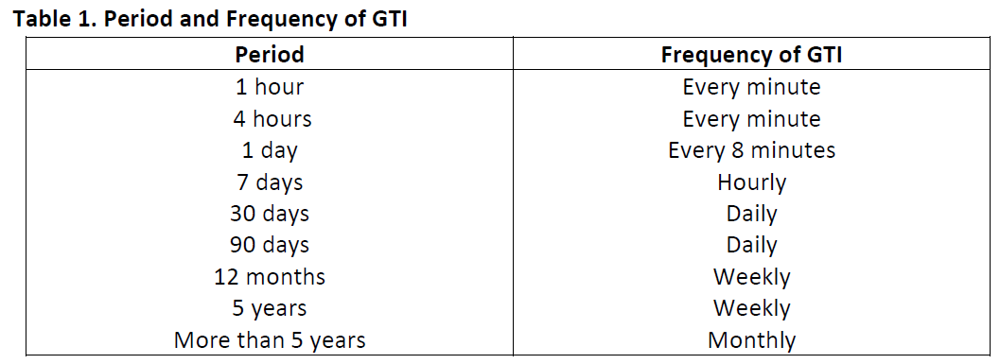 Table 1. Period and Frequency of GTI
Period Frequency of GTI
1 hour Every minute
4 hours Every minute
1 day Every 8 minutes
7 days Hourly
30 days Daily
90 days Daily
12 months Weekly
5 years Weekly
More than 5 years Monthly